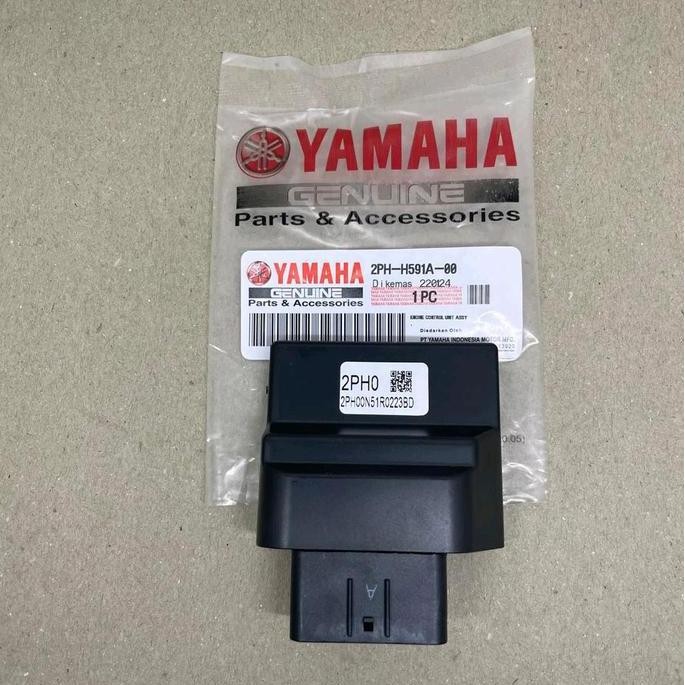 YAMAHA
GENUINE
Parts & Accessories
YAMAHA
GENUINE
Parts & Accessories
2PH-H591A-00
Dikemas 220124
1 PC
ENGINE CONTROL UNIT ASSY
Diedarkan Oleh
PT YAMAHA INDONESIA MOTOR MFG.
2PH0
2PH00N51R0223BD
A